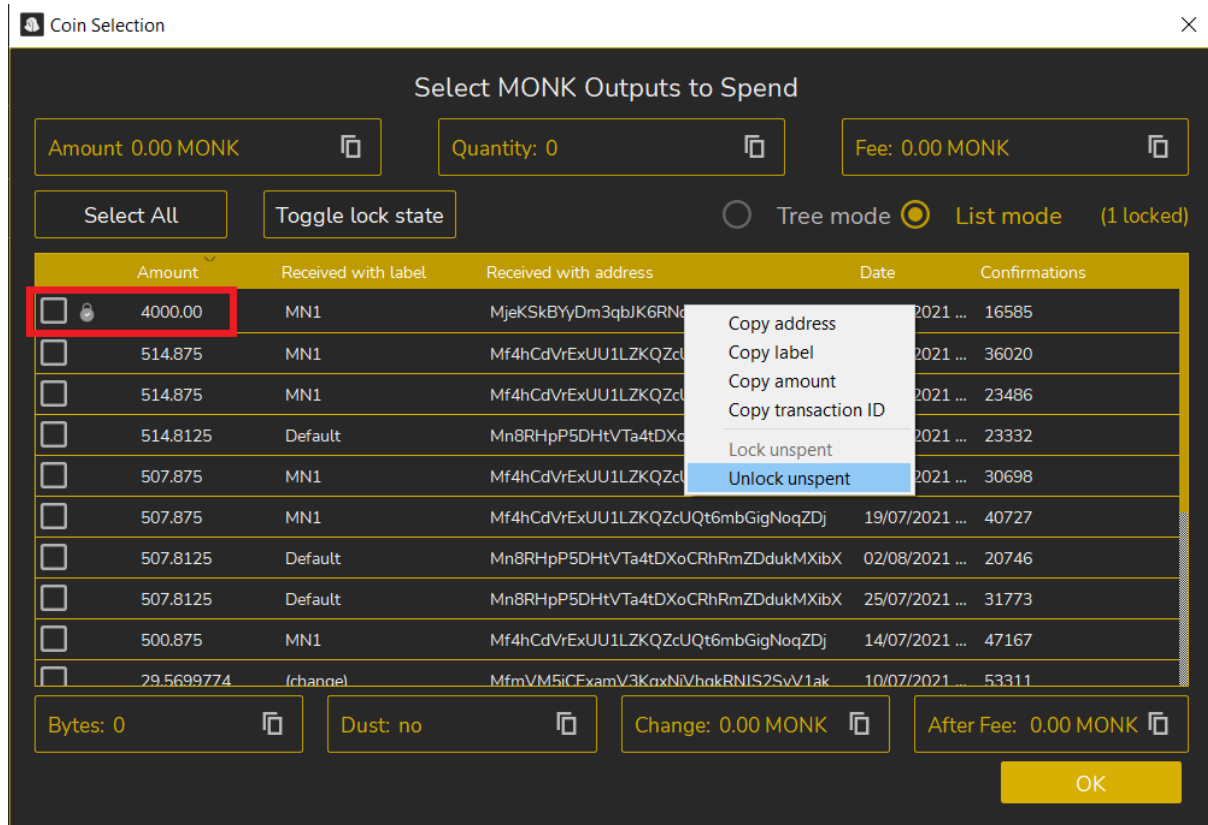 Coin Selection
Select MONK Outputs to Spend
Amount 0.00 MONK Quantity: 0 Fee: 0.00 MONK
Select All Toggle lock state Tree mode List mode (1 locked)
Amount Received with label Received with address Date Confirmations
4000.00 MN1 2021 ... 16585
514.875 MN1 2021 ... 36020
514.875 MN1 2021 ... 23486
514.8125 Default 2021 ... 23332
507.875 MN1 2021 ... 30698
507.875 MN1 Mf4hCdVrExUU1LZKQZcUQt6mbGigNoqZDj 19/07/2021 ... 40727
507.8125 Default Mn8RHpP5DHtVTa4tDXoCRhRmZDdukMXibX 02/08/2021 ... 20746
507.8125 Default Mn8RHpP5DHtVTa4tDXoCRhRmZDdukMXibX 25/07/2021 ... 31773
500.875 MN1 Mf4hCdVrExUU1LZKQZcUQt6mbGigNoqZDj 14/07/2021 ... 47167
29.5699774 (change) 10/07/2021 ... 53311
Copy address
Copy label
Copy amount
Copy transaction ID
Lock unspent
Unlock unspent
Bytes: 0 Dust: no Change: 0.00 MONK After Fee: 0.00 MONK
OK